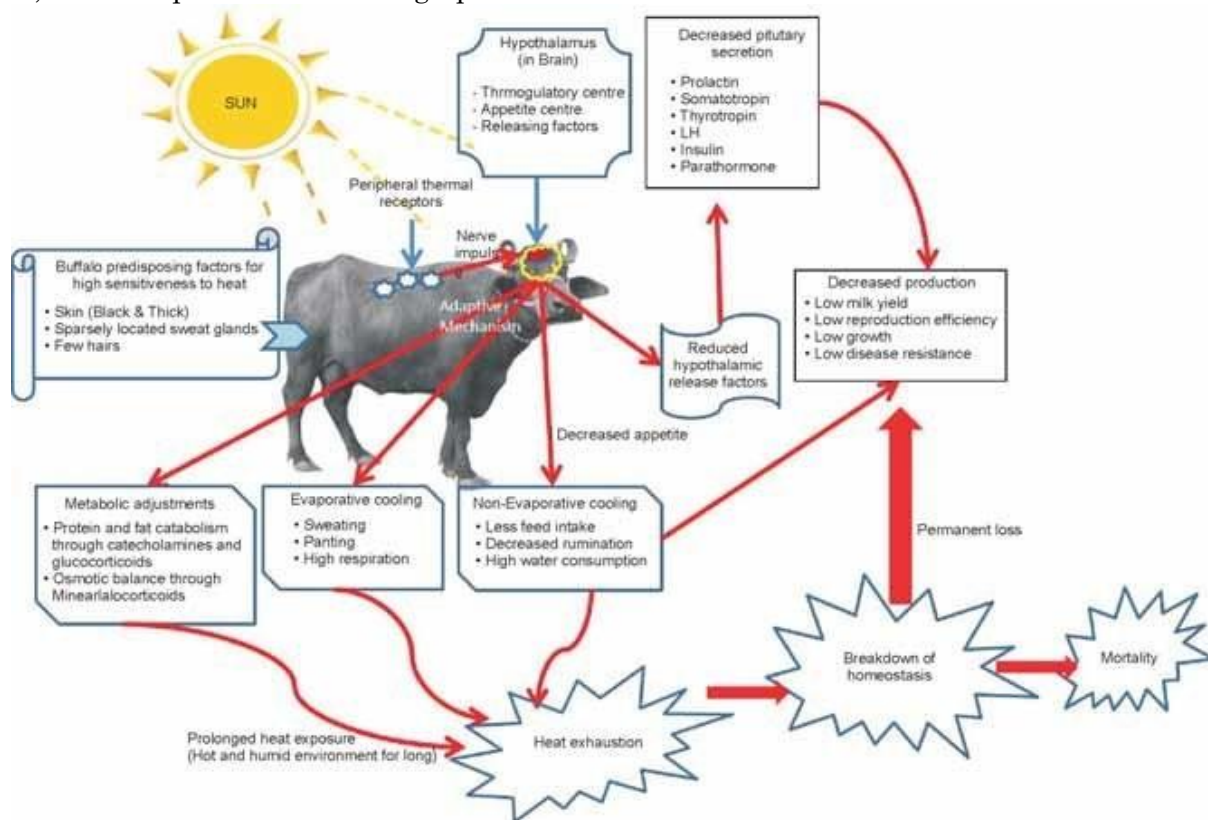 SUN
Hypothalamus
(in Brain)
- Thrmogulatory centre
- Appetite centre
- Releasing factors
Decreased pitutary
secretion
• Prolactin
• Somatotropin
• Thyrotropin
• LH
• Insulin
• Parathormone
Peripheral thermal
receptors
Nerve
impuls
Buffalo predisposing factors for
high sensitiveness to heat
• Skin (Black & Thick)
• Sparsely located sweat glands
• Few hairs
Adaptive
Mechanism
Reduced
hypothalamic
release factors
Decreased production
• Low milk yield
• Low reproduction efficiency
• Low growth
• Low disease resistance
Decreased appetite
Metabolic adjustments
• Protein and fat catabolism
through catecholamines and
glucocorticoids
• Osmotic balance through
Minearlalocorticoids
Evaporative cooling
• Sweating
• Panting
• High respiration
Non-Evaporative cooling
• Less feed intake
• Decreased rumination
• High water consumption
Permanent loss
Breakdown of
homeostasis
Mortality
Prolonged heat exposure
(Hot and humid environment for long)
Heat exhaustion